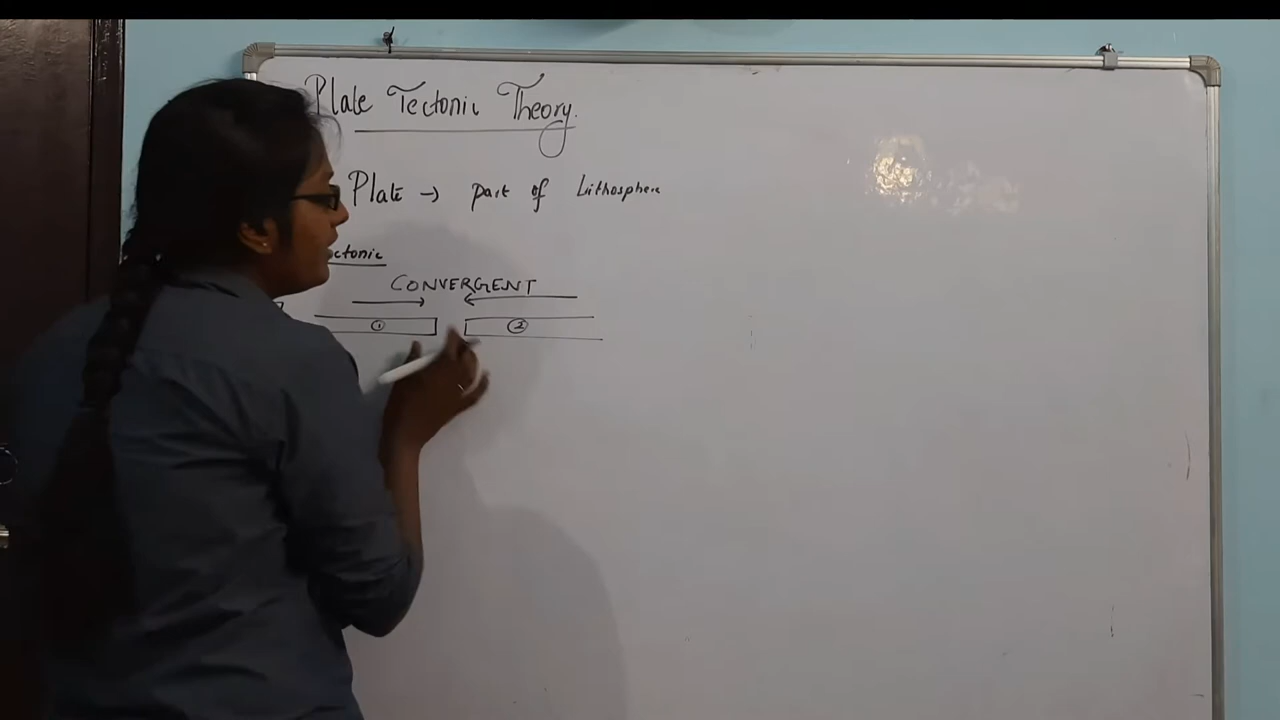 Plate Tectonic Theory.
Plate → part of Lithosphere
ctonic
CONVERGENT
① ②